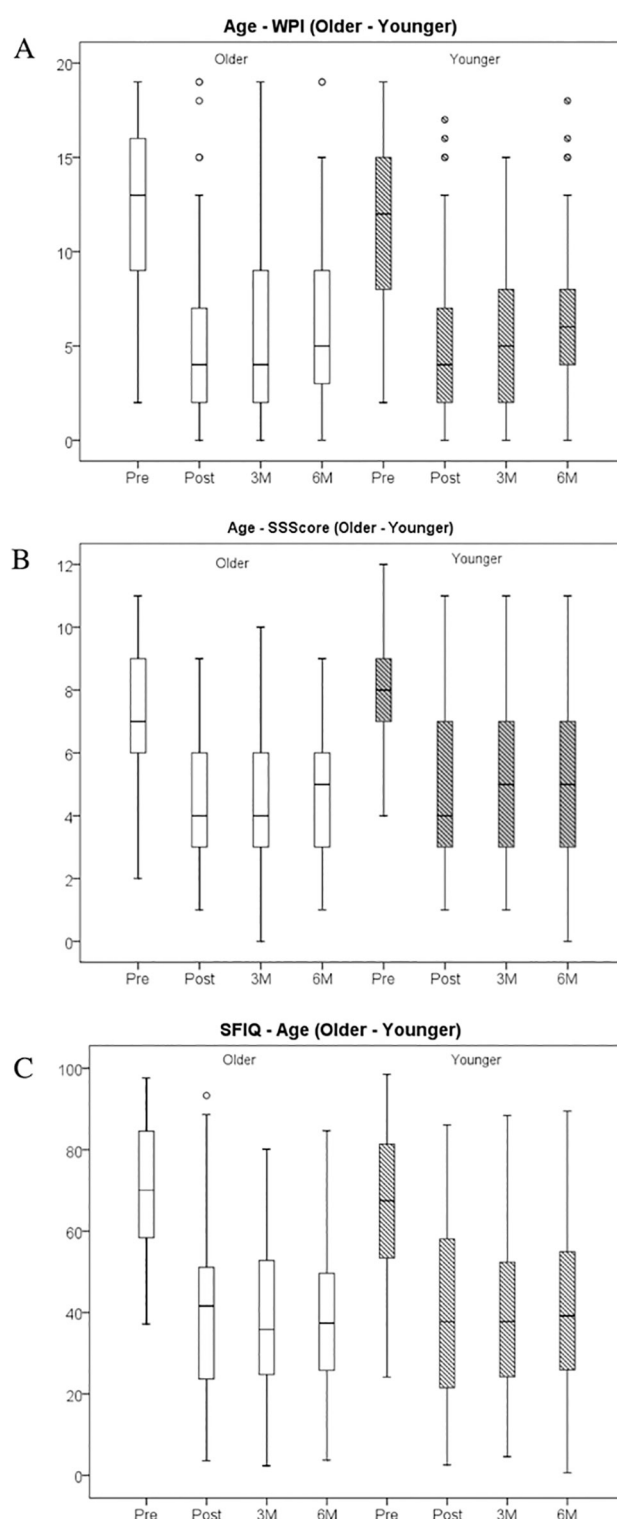 A
Age - WPI (Older - Younger)
Older Younger
20
15
10
5
0
Pre Post 3M 6M Pre Post 3M 6M
B
Age - SSScore (Older - Younger)
Older Younger
12
10
8
6
4
2
0
Pre Post 3M 6M Pre Post 3M 6M
C
SFIQ - Age (Older - Younger)
Older Younger
100
80
60
40
20
0
Pre Post 3M 6M Pre Post 3M 6M